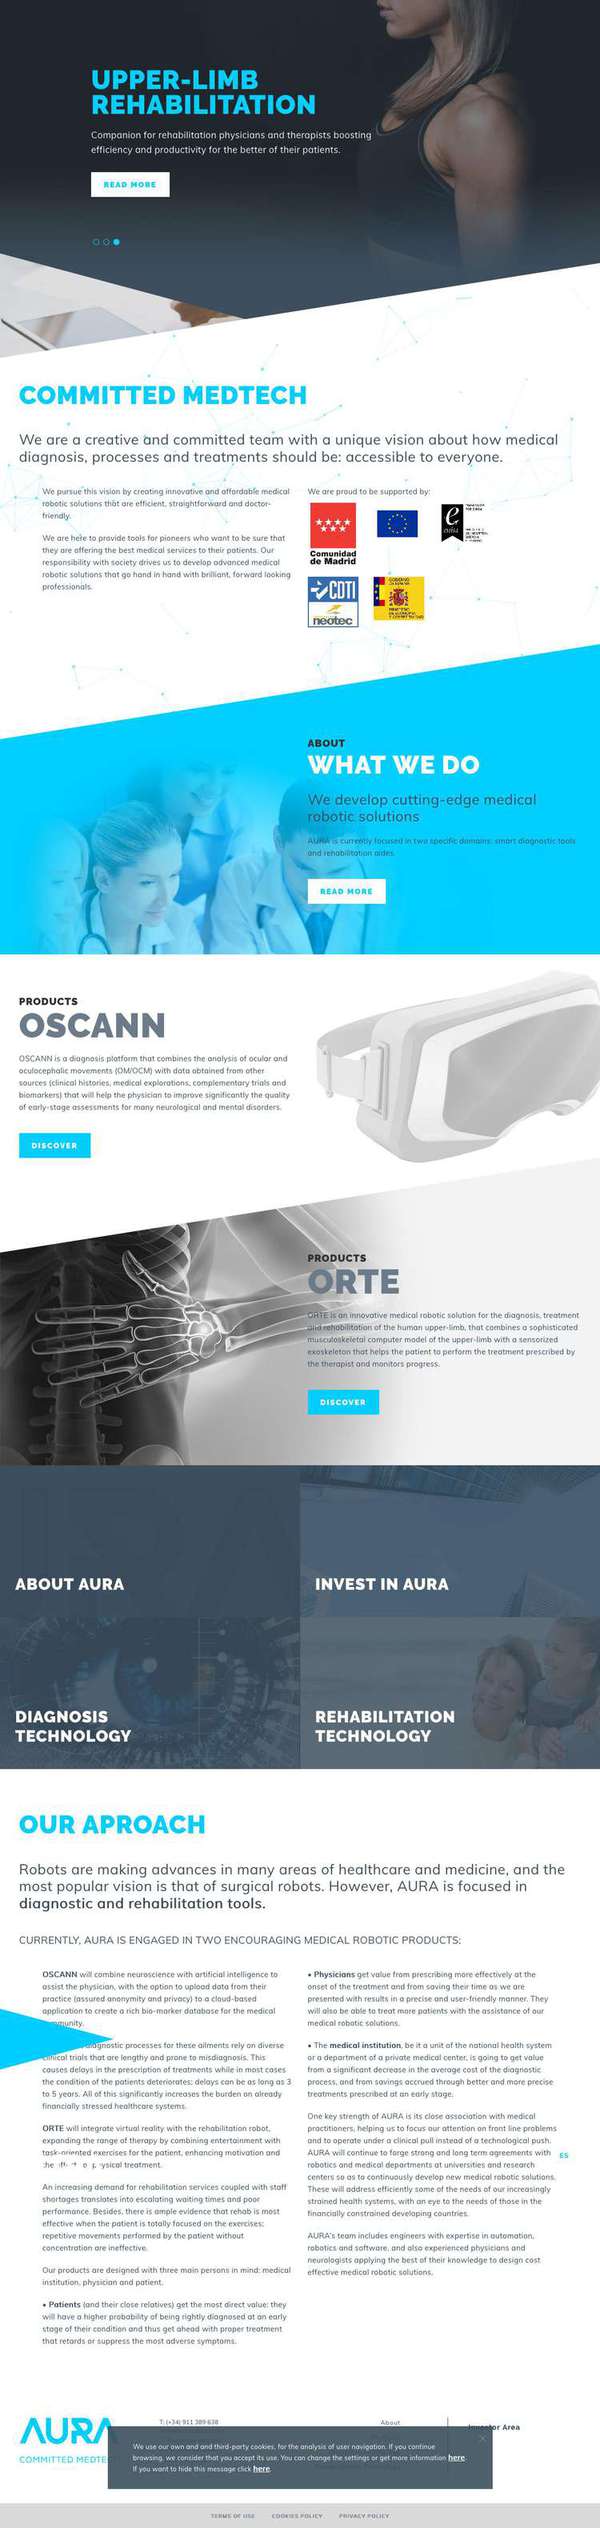 UPPER-LIMB
REHABILITATION
Companion for rehabilitation physicians and therapists boosting
efficiency and productivity for the better of their patients.
READ MORE
COMMITTED MEDTECH
We are a creative and committed team with a unique vision about how medical
diagnosis, processes and treatments should be: accessible to everyone.
We pursue this vision by creating innovative and affordable medical
robotic solutions that are efficient, straightforward and doctor-
friendly.
We are here to provide tools for pioneers who want to be sure that
they are offering the best medical services to their patients. Our
responsibility with society drives us to develop advanced medical
robotic solutions that go hand in hand with brilliant, forward looking
professionals.
We are proud to be supported by:
Comunidad
de Madrid
CDTI
neotec
ABOUT
WHAT WE DO
We develop cutting-edge medical
robotic solutions
AURA is currently focused in two specific domains: smart diagnostic tools
and rehabilitation aides.
READ MORE
PRODUCTS
OSCANN
OSCANN is a diagnosis platform that combines the analysis of ocular and
oculocephalic movements (OM/OCM) with data obtained from other
sources (clinical histories, medical explorations, complementary trials and
biomarkers) that will help the physician to improve significantly the quality
of early-stage assessments for many neurological and mental disorders.
DISCOVER
PRODUCTS
ORTE
ORTE is an innovative medical robotic solution for the diagnosis, treatment
and rehabilitation of the human upper-limb, that combines a sophisticated
musculoskeletal computer model of the upper-limb with a sensorized
exoskeleton that helps the patient to perform the treatment prescribed by
the therapist and monitors progress.
DISCOVER
ABOUT AURA
INVEST IN AURA
DIAGNOSIS
TECHNOLOGY
REHABILITATION
TECHNOLOGY
OUR APROACH
Robots are making advances in many areas of healthcare and medicine, and the
most popular vision is that of surgical robots. However, AURA is focused in
diagnostic and rehabilitation tools.
CURRENTLY, AURA IS ENGAGED IN TWO ENCOURAGING MEDICAL ROBOTIC PRODUCTS:
OSCANN will combine neuroscience with artificial intelligence to
assist the physician, with the option to upload data from their
practice (assured anonymity and privacy) to a cloud-based
application to create a rich bio-marker database for the medical
diagnostic processes for these ailments rely on diverse
clinical trials that are lengthy and prone to misdiagnosis. This
causes delays in the prescription of treatments while in most cases
the condition of the patients deteriorates: delays can be as long as 3
to 5 years. All of this significantly increases the burden on already
financially stressed healthcare systems.
ORTE will integrate virtual reality with the rehabilitation robot,
expanding the range of therapy by combining entertainment with
task-oriented exercises for the patient, enhancing motivation and
treatment.
An increasing demand for rehabilitation services coupled with staff
shortages translates into escalating waiting times and poor
performance. Besides, there is ample evidence that rehab is most
effective when the patient is totally focused on the exercises;
repetitive movements performed by the patient without
concentration are ineffective.
Our products are designed with three main persons in mind: medical
institution, physician and patient.
• Patients (and their close relatives) get the most direct value: they
will have a higher probability of being rightly diagnosed at an early
stage of their condition and thus get ahead with proper treatment
that retards or suppress the most adverse symptoms.
• Physicians get value from prescribing more effectively at the
onset of the treatment and from saving their time as we are
presented with results in a precise and user-friendly manner. They
will also be able to treat more patients with the assistance of our
medical robotic solutions.
• The medical institution, be it a unit of the national health system
or a department of a private medical center, is going to get value
from a significant decrease in the average cost of the diagnostic
process, and from savings accrued through better and more precise
treatments prescribed at early stage.
One key strength of AURA is its close association with medical
practitioners, helping us to focus our attention on front line problems
and to operate under a clinical pull instead of a technological push.
AURA will continue to forge strong and long term agreements with
robotics and medical departments at universities and research
centers so as to continuously develop new medical robotic solutions.
These will address efficiently some of the needs of our increasingly
strained health systems, with an eye to the needs of those in the
financially constrained developing countries.
AURA's team includes engineers with expertise in automation,
robotics and software, and also experienced physicians and
neurologists applying the best of their knowledge to design cost
effective medical robotic solutions.
ES
AURA
COMMITTED
T: (+34) 911 389 638
About
Investor Area
We use our own and and third-party cookies, for the analysis of user navigation. If you continue
browsing, we consider that you accept its use. You can change the settings or get more information here.
If you want to hide this message click here.
TERMS OF USE
COOKIES POLICY
PRIVACY POLICY